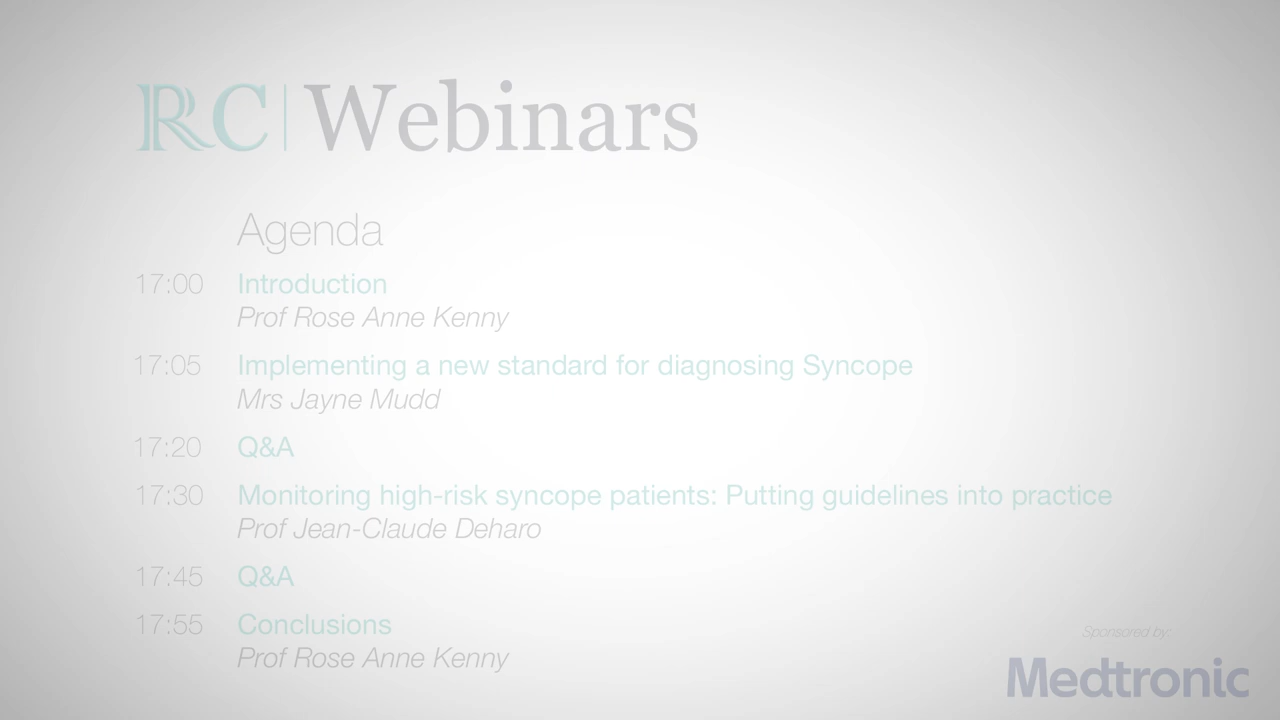 RC | Webinars
Agenda
17:00 Introduction
Prof Rose Anne Kenny
17:05 Implementing a new standard for diagnosing Syncope
Mrs Jayne Mudd
17:20 Q&A
17:30 Monitoring high-risk syncope patients: Putting guidelines into practice
Prof Jean-Claude Deharo
17:45 Q&A
17:55 Conclusions
Prof Rose Anne Kenny
Sponsored by:
Medtronic